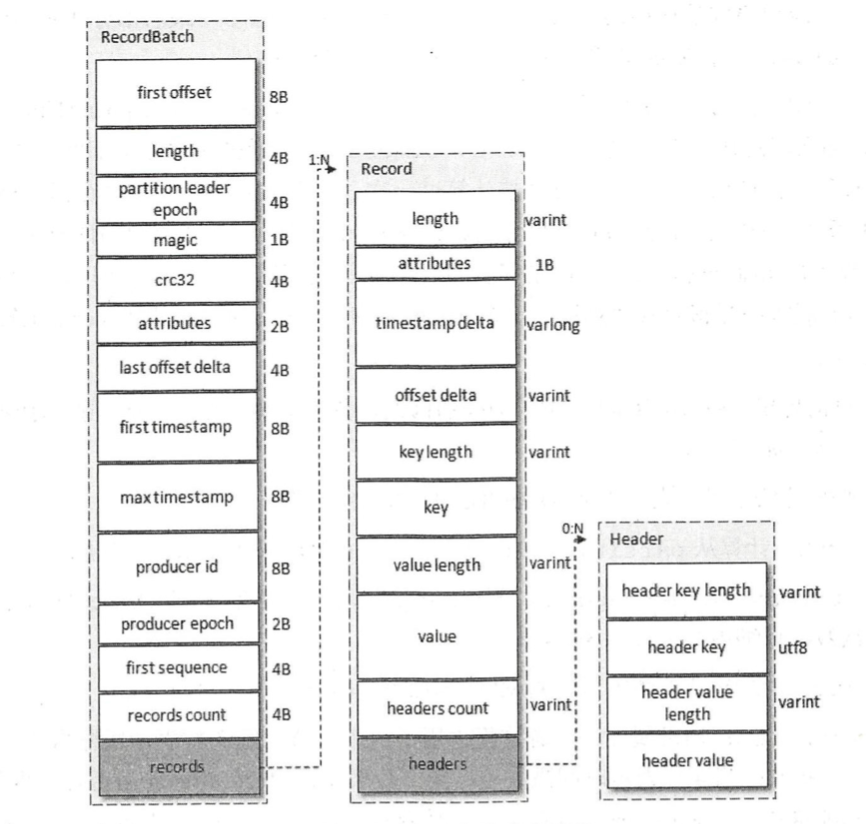 RecordBatch
first offset
8B
length
4B
partition leader
epoch
4B
magic
1B
crc32
4B
attributes
2B
last offset delta
4B
first timestamp
8B
max timestamp
8B
producer id
8B
producer epoch
2B
first sequence
4B
records count
4B
records
1:N
Record
length
varint
attributes
1B
timestamp delta
varlong
offset delta
varint
key length
varint
key
value length
varint
value
headers count
varint
headers
0:N
Header
header key length
varint
header key
utf8
header value
length
varint
header value